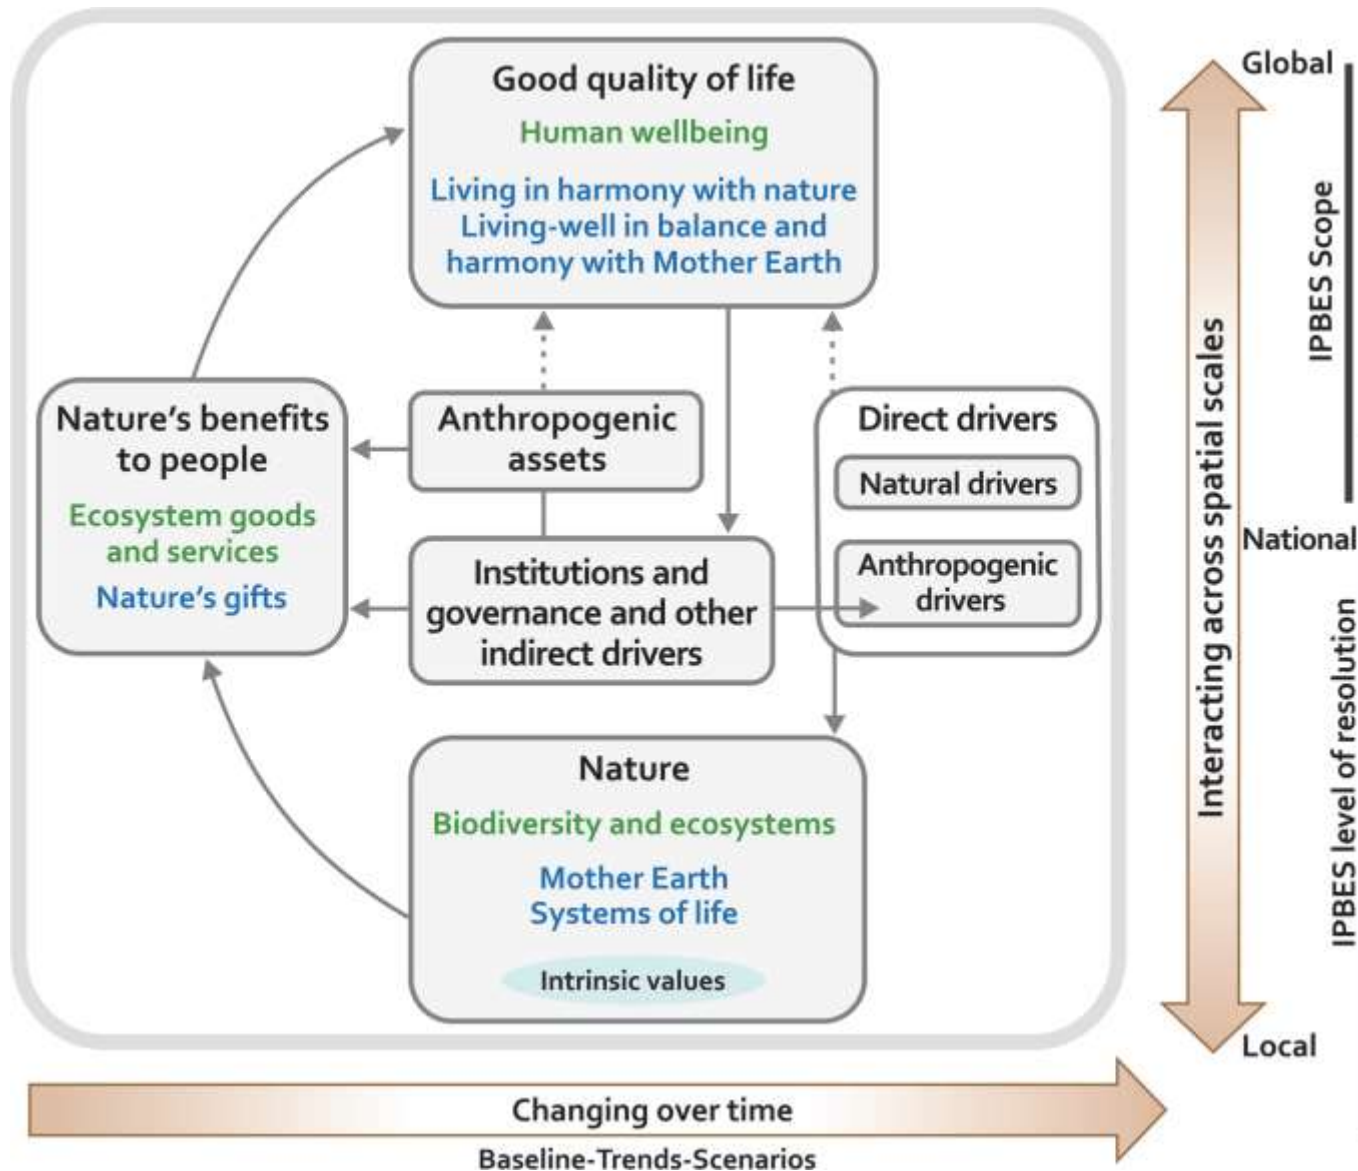 Good quality of life
Human wellbeing
Living in harmony with nature
Living-well in balance and
harmony with Mother Earth
Nature's benefits
to people
Ecosystem goods
and services
Nature's gifts
Anthropogenic
assets
Institutions and
governance and other
indirect drivers
Direct drivers
Natural drivers
Anthropogenic
drivers
Nature
Biodiversity and ecosystems
Mother Earth
Systems of life
Intrinsic values
Changing over time
Baseline-Trends-Scenarios
Interacting across spatial scales
Global
National
Local
IPBES Scope
IPBES level of resolution